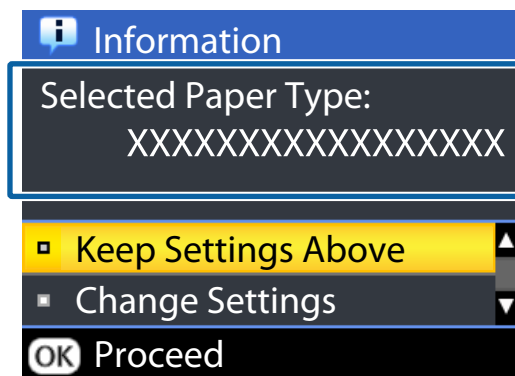 Information
Selected Paper Type:
XXXXXXXXXXXXXXXXX
Keep Settings Above
Change Settings
OK Proceed